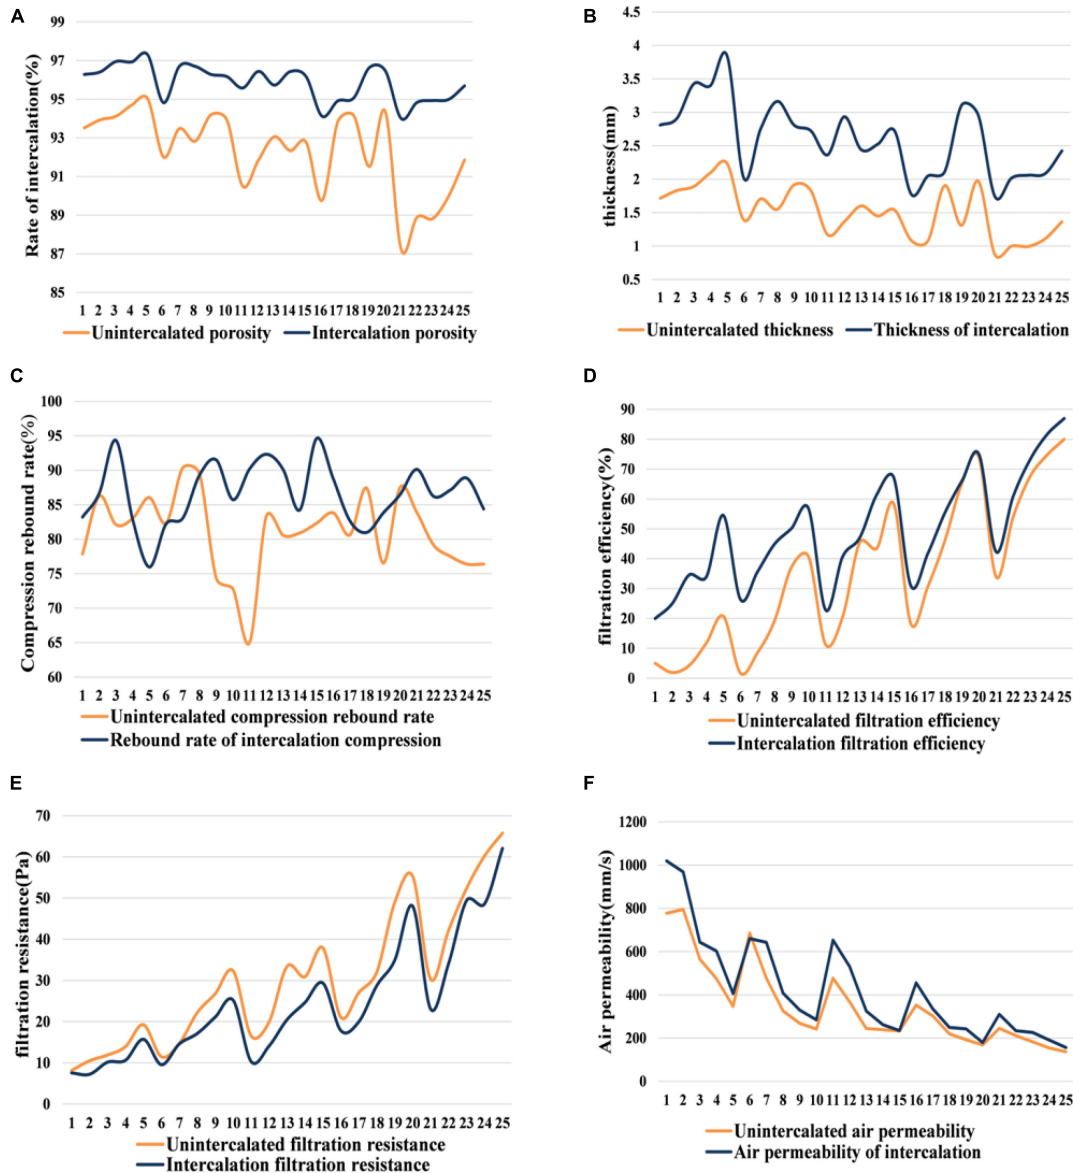 A
Rate of intercalation(%)
99
97
95
93
91
89
87
85
1 2 3 4 5 6 7 8 9 10 11 12 13 14 15 16 17 18 19 20 21 22 23 24 25
Unintercalated porosity Intercalation porosity
B
thickness(mm)
4.5
4
3.5
3
2.5
2
1.5
1
0.5
1 2 3 4 5 6 7 8 9 10 11 12 13 14 15 16 17 18 19 20 21 22 23 24 25
Unintercalated thickness Thickness of intercalation
C
Compression rebound rate(%)
100
95
90
85
80
75
70
65
60
1 2 3 4 5 6 7 8 9 10 11 12 13 14 15 16 17 18 19 20 21 22 23 24 25
Unintercalated compression rebound rate
Rebound rate of intercalation compression
D
filtration efficiency(%)
90
80
70
60
50
40
30
20
10
0
1 2 3 4 5 6 7 8 9 10 11 12 13 14 15 16 17 18 19 20 21 22 23 24 25
Unintercalated filtration efficiency
Intercalation filtration efficiency
E
filtration resistance(Pa)
70
60
50
40
30
20
10
0
1 2 3 4 5 6 7 8 9 10 11 12 13 14 15 16 17 18 19 20 21 22 23 24 25
Unintercalated filtration resistance
Intercalation filtration resistance
F
Air permeability(mm/s)
1200
1000
800
600
400
200
0
1 2 3 4 5 6 7 8 9 10 11 12 13 14 15 16 17 18 19 20 21 22 23 24 25
Unintercalated air permeability
Air permeability of intercalation